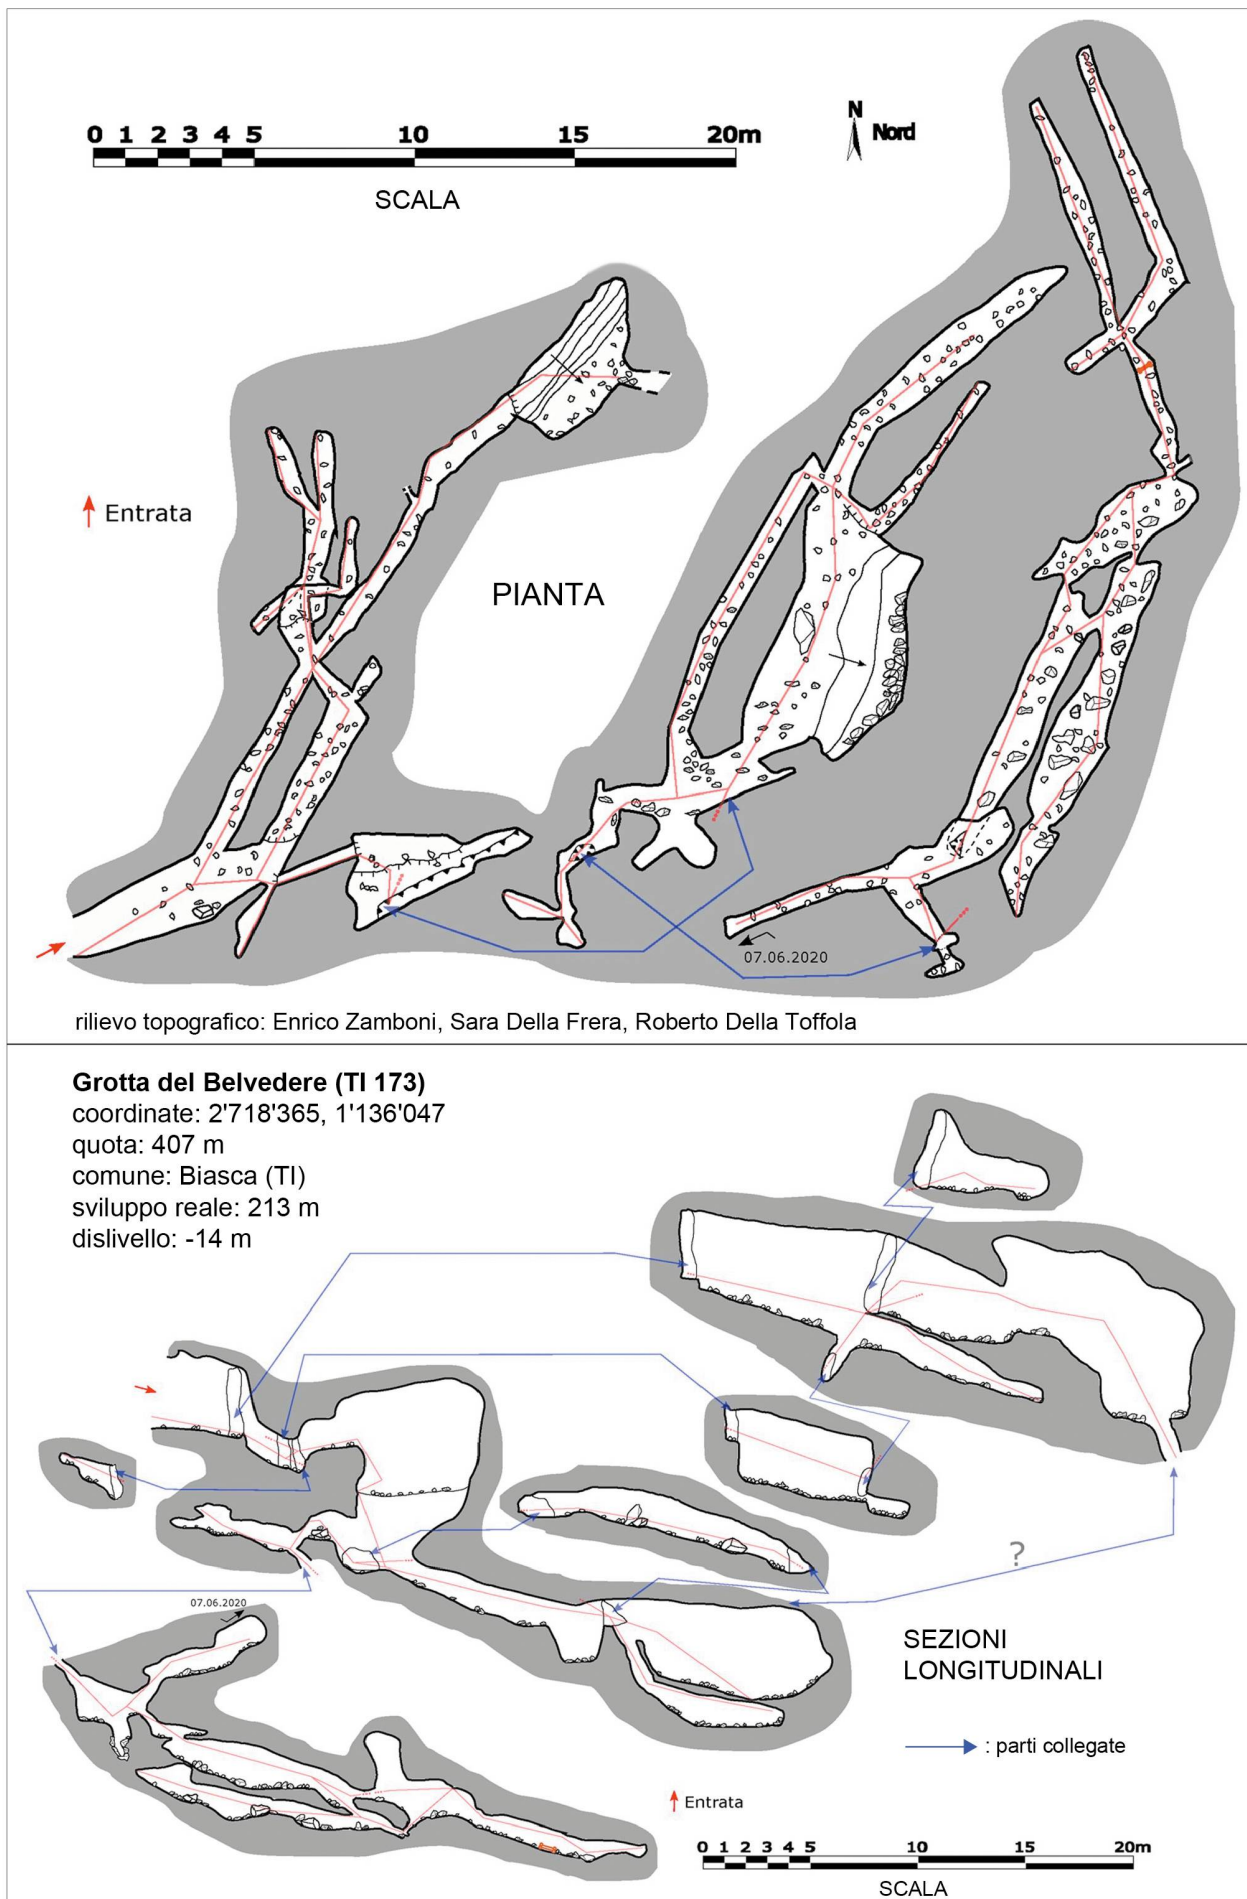 0 1 2 3 4 5 10 15 20m
SCALA
N
Nord
Entrata
PIANTA
07.06.2020
rilievo topografico: Enrico Zamboni, Sara Della Frera, Roberto Della Toffola
Grotta del Belvedere (TI 173)
coordinate: 2'718'365, 1'136'047
quota: 407 m
comune: Biasca (TI)
sviluppo reale: 213 m
dislivello: -14 m
?
07.06.2020
SEZIONI
LONGITUDINALI
: parti collegate
Entrata
0 1 2 3 4 5 10 15 20m
SCALA